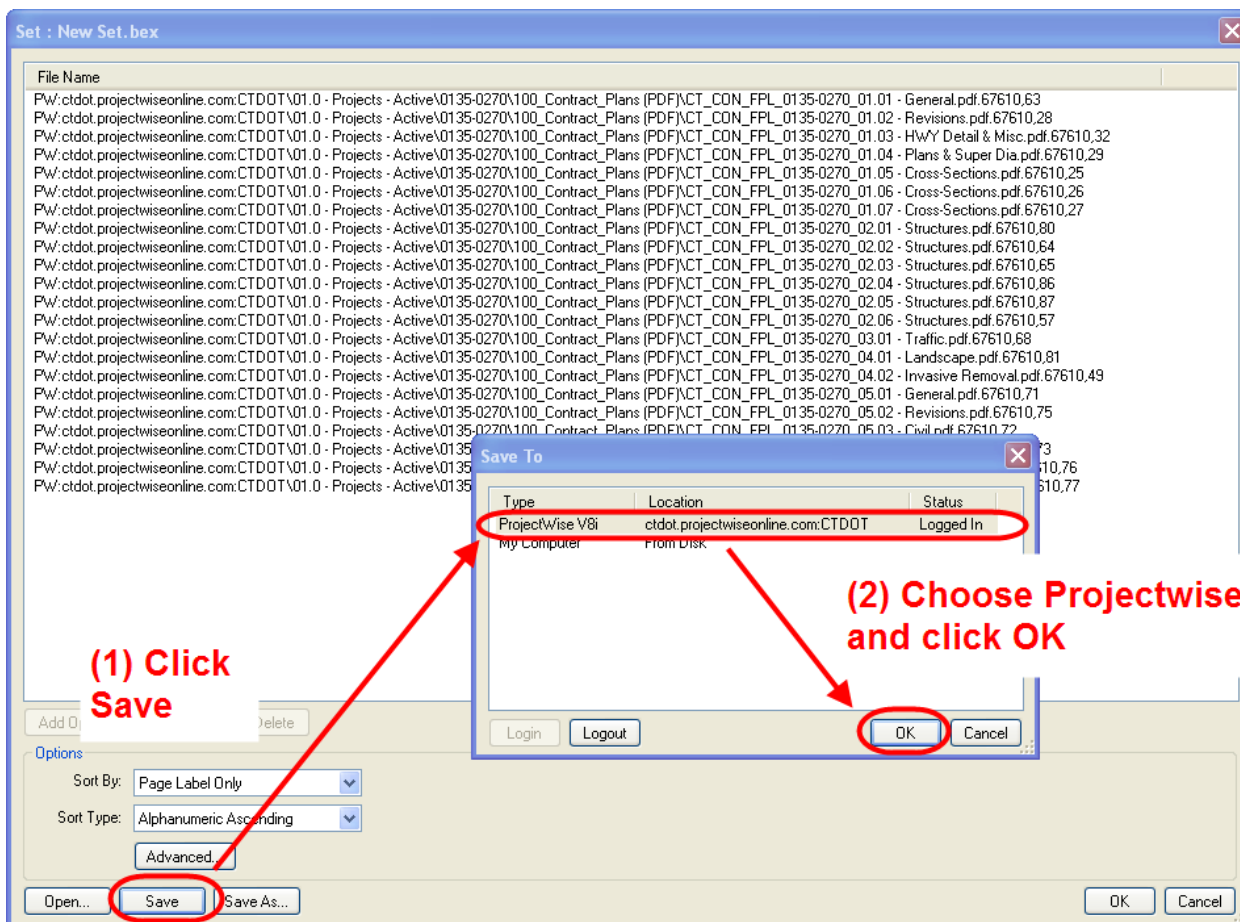 Set : New Set.bex
File Name
PW:ctdot.projectwiseonline.com:CTDOT\01.0 - Projects - Active\0135-0270\100_Contract_Plans (PDF)\CT_CON_FPL_0135-0270_01.01 - General.pdf.67610,63
PW:ctdot.projectwiseonline.com:CTDOT\01.0 - Projects - Active\0135-0270\100_Contract_Plans (PDF)\CT_CON_FPL_0135-0270_01.02 - Revisions.pdf.67610,28
PW:ctdot.projectwiseonline.com:CTDOT\01.0 - Projects - Active\0135-0270\100_Contract_Plans (PDF)\CT_CON_FPL_0135-0270_01.03 - HWY Detail & Misc.pdf.67610,32
PW:ctdot.projectwiseonline.com:CTDOT\01.0 - Projects - Active\0135-0270\100_Contract_Plans (PDF)\CT_CON_FPL_0135-0270_01.04 - Plans & Super Dia.pdf.67610,29
PW:ctdot.projectwiseonline.com:CTDOT\01.0 - Projects - Active\0135-0270\100_Contract_Plans (PDF)\CT_CON_FPL_0135-0270_01.05 - Cross-Sections.pdf.67610,25
PW:ctdot.projectwiseonline.com:CTDOT\01.0 - Projects - Active\0135-0270\100_Contract_Plans (PDF)\CT_CON_FPL_0135-0270_01.06 - Cross-Sections.pdf.67610,26
PW:ctdot.projectwiseonline.com:CTDOT\01.0 - Projects - Active\0135-0270\100_Contract_Plans (PDF)\CT_CON_FPL_0135-0270_01.07 - Cross-Sections.pdf.67610,27
PW:ctdot.projectwiseonline.com:CTDOT\01.0 - Projects - Active\0135-0270\100_Contract_Plans (PDF)\CT_CON_FPL_0135-0270_02.01 - Structures.pdf.67610,80
PW:ctdot.projectwiseonline.com:CTDOT\01.0 - Projects - Active\0135-0270\100_Contract_Plans (PDF)\CT_CON_FPL_0135-0270_02.02 - Structures.pdf.67610,64
PW:ctdot.projectwiseonline.com:CTDOT\01.0 - Projects - Active\0135-0270\100_Contract_Plans (PDF)\CT_CON_FPL_0135-0270_02.03 - Structures.pdf.67610,65
PW:ctdot.projectwiseonline.com:CTDOT\01.0 - Projects - Active\0135-0270\100_Contract_Plans (PDF)\CT_CON_FPL_0135-0270_02.04 - Structures.pdf.67610,86
PW:ctdot.projectwiseonline.com:CTDOT\01.0 - Projects - Active\0135-0270\100_Contract_Plans (PDF)\CT_CON_FPL_0135-0270_02.05 - Structures.pdf.67610,87
PW:ctdot.projectwiseonline.com:CTDOT\01.0 - Projects - Active\0135-0270\100_Contract_Plans (PDF)\CT_CON_FPL_0135-0270_02.06 - Structures.pdf.67610,57
PW:ctdot.projectwiseonline.com:CTDOT\01.0 - Projects - Active\0135-0270\100_Contract_Plans (PDF)\CT_CON_FPL_0135-0270_03.01 - Traffic.pdf.67610,68
PW:ctdot.projectwiseonline.com:CTDOT\01.0 - Projects - Active\0135-0270\100_Contract_Plans (PDF)\CT_CON_FPL_0135-0270_04.01 - Landscape.pdf.67610,81
PW:ctdot.projectwiseonline.com:CTDOT\01.0 - Projects - Active\0135-0270\100_Contract_Plans (PDF)\CT_CON_FPL_0135-0270_04.02 - Invasive Removal.pdf.67610,49
PW:ctdot.projectwiseonline.com:CTDOT\01.0 - Projects - Active\0135-0270\100_Contract_Plans (PDF)\CT_CON_FPL_0135-0270_05.01 - General.pdf.67610,71
PW:ctdot.projectwiseonline.com:CTDOT\01.0 - Projects - Active\0135-0270\100_Contract_Plans (PDF)\CT_CON_FPL_0135-0270_05.02 - Revisions.pdf.67610,75
PW:ctdot.projectwiseonline.com:CTDOT\01.0 - Projects - Active\0135-0270\100_Contract_Plans (PDF)\CT_CON_FPL_0135-0270_05.03 - Civil.pdf.67610,72
PW:ctdot.projectwiseonline.com:CTDOT\01.0 - Projects - Active\0135 73
PW:ctdot.projectwiseonline.com:CTDOT\01.0 - Projects - Active\0135 610,76
PW:ctdot.projectwiseonline.com:CTDOT\01.0 - Projects - Active\0135 610,77
Save To
Type Location Status
ProjectWise V8i ctdot.projectwiseonline.com:CTDOT Logged In
My Computer From Disk
(2) Choose Projectwise
and click OK
Login Logout OK Cancel
(1) Click
Save
Add Delete
Options
Sort By: Page Label Only
Sort Type: Alphanumeric Ascending
Advanced...
Open... Save Save As... OK Cancel